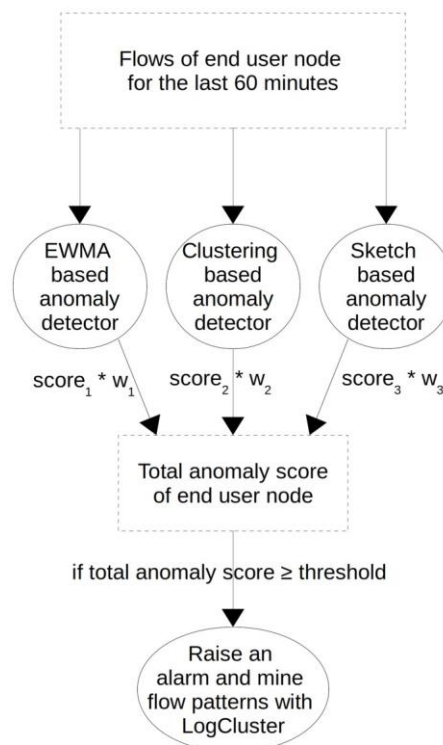 Flows of end user node
for the last 60 minutes
EWMA
based
anomaly
detector
Clustering
based
anomaly
detector
Sketch
based
anomaly
detector
score₁ * w₁
score₂ * w₂
score₃ * w₃
Total anomaly score
of end user node
if total anomaly score ≥ threshold
Raise an
alarm and mine
flow patterns with
LogCluster